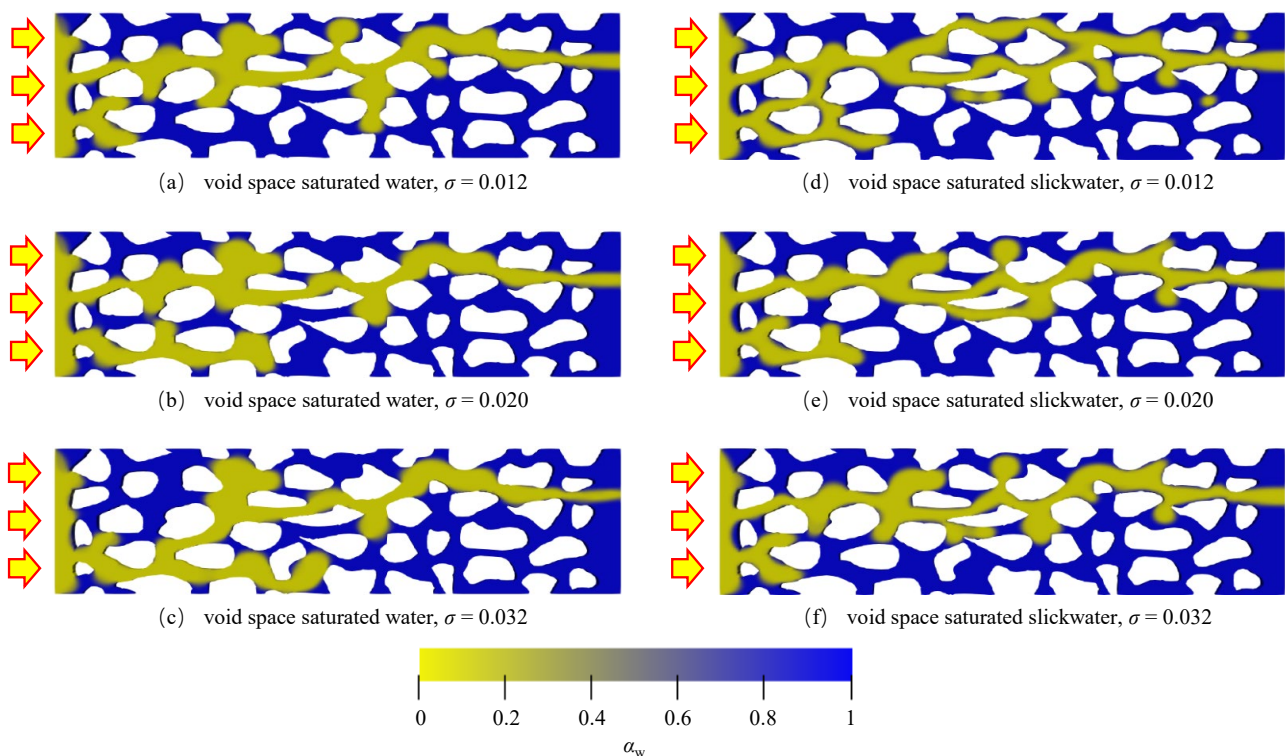 (a) void space saturated water, σ = 0.012
(d) void space saturated slickwater, σ = 0.012
(b) void space saturated water, σ = 0.020
(e) void space saturated slickwater, σ = 0.020
(c) void space saturated water, σ = 0.032
(f) void space saturated slickwater, σ = 0.032
0 0.2 0.4 0.6 0.8 1
α_w